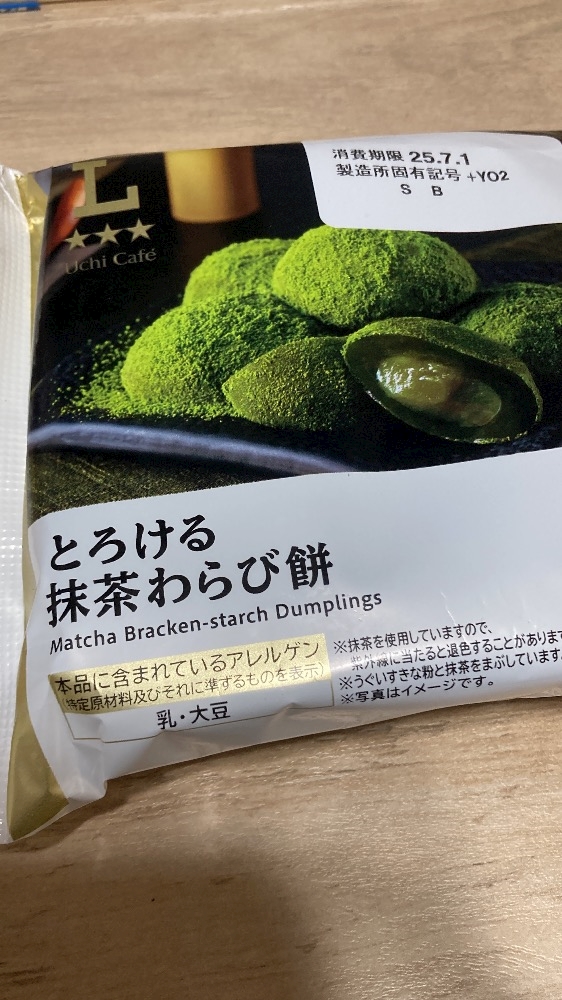 消費期限 25.7.1
製造所固有記号 +YO2
S B
L
★★★
Uchi Café
とろける
抹茶わらび餅
Matcha Bracken-starch Dumplings
本品に含まれているアレルゲン
(特定原材料及びそれに準ずるものを表示)
乳・大豆
※抹茶を使用していますので、
紫外線に当たると退色することがあります
※うぐいすきな粉と抹茶をまぶしています。
※写真はイメージです。